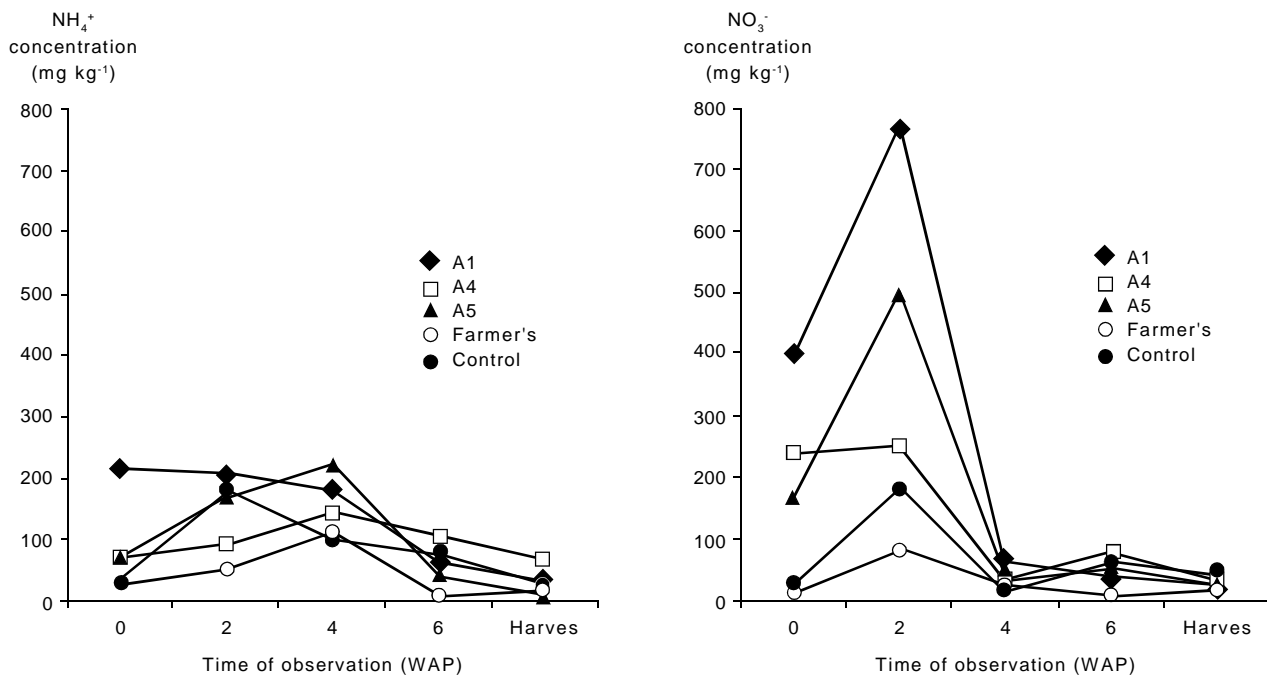 NH₄⁺
concentration
(mg kg⁻¹)
800
700
600
500
400
300
200
100
0
A1
A4
A5
Farmer's
Control
0 2 4 6 Harves
Time of observation (WAP)
NO₃⁻
concentration
(mg kg⁻¹)
800
700
600
500
400
300
200
100
0
A1
A4
A5
Farmer's
Control
0 2 4 6 Harves
Time of observation (WAP)